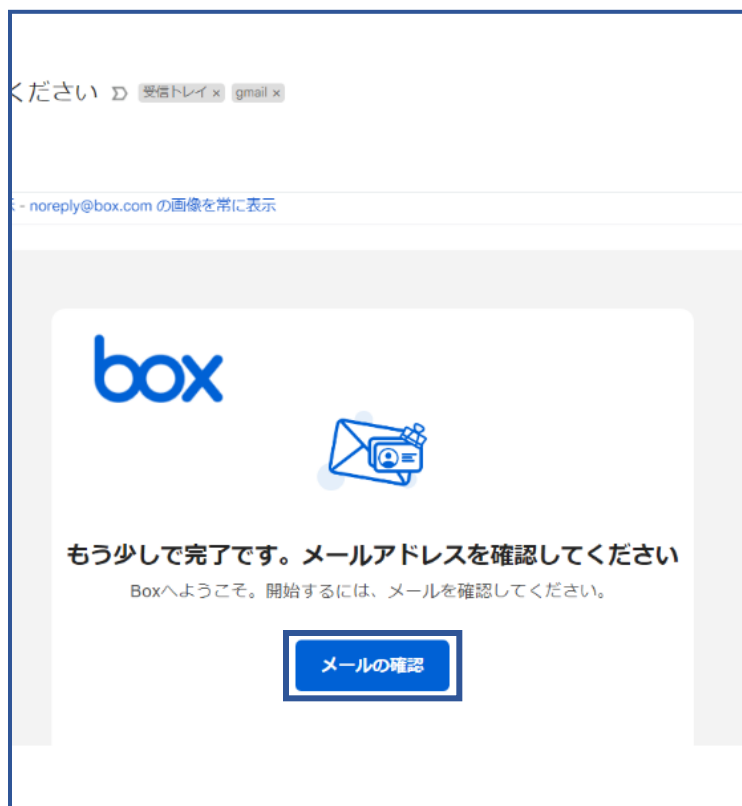 ください 受信トレイ × gmail ×
- noreply@box.com の画像を常に表示
box
もう少しで完了です。メールアドレスを確認してください
Boxへようこそ。開始するには、メールを確認してください。
メールの確認